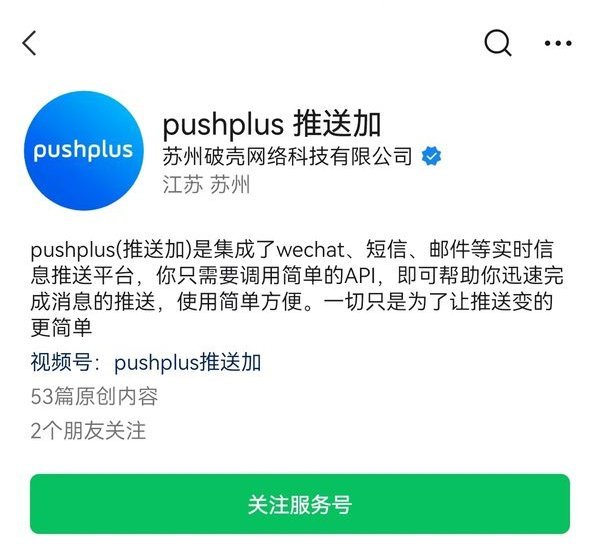 pushplus
pushplus 推送加
苏州破壳网络科技有限公司
江苏 苏州
pushplus(推送加)是集成了wechat、短信、邮件等实时信
息推送平台，你只需要调用简单的API，即可帮助你迅速完
成消息的推送，使用简单方便。一切只是为了让推送变的
更简单
视频号：pushplus推送加
53篇原创内容
2个朋友关注
关注服务号